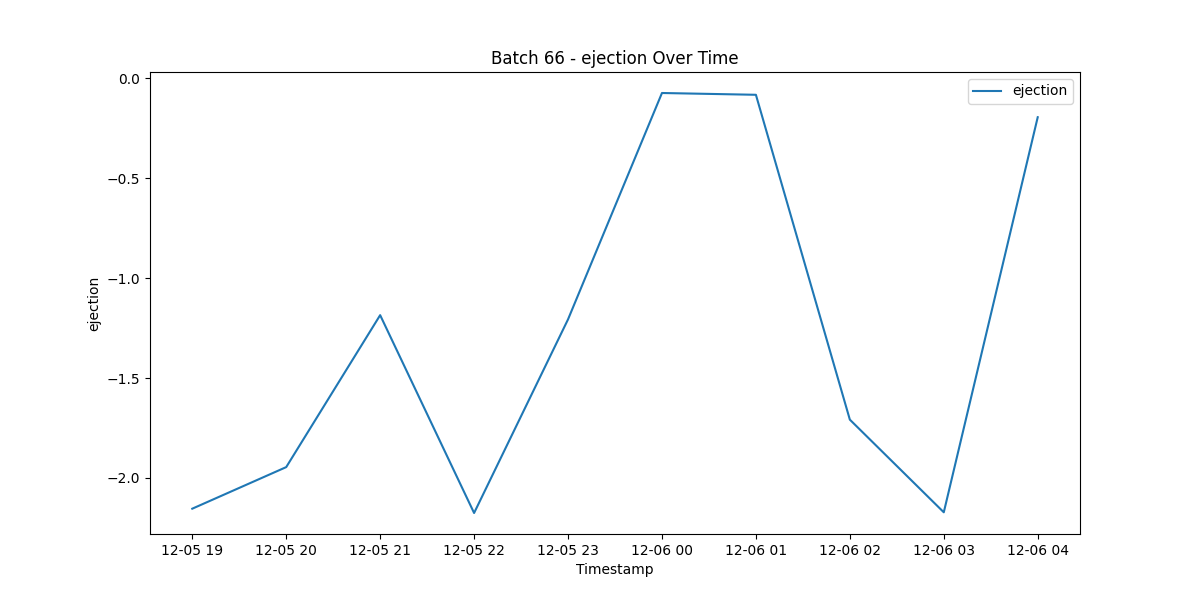 Batch 66 - ejection Over Time
ejection
0.0
−0.5
−1.0
−1.5
−2.0
ejection
12-05 19 12-05 20 12-05 21 12-05 22 12-05 23 12-06 00 12-06 01 12-06 02 12-06 03 12-06 04
Timestamp